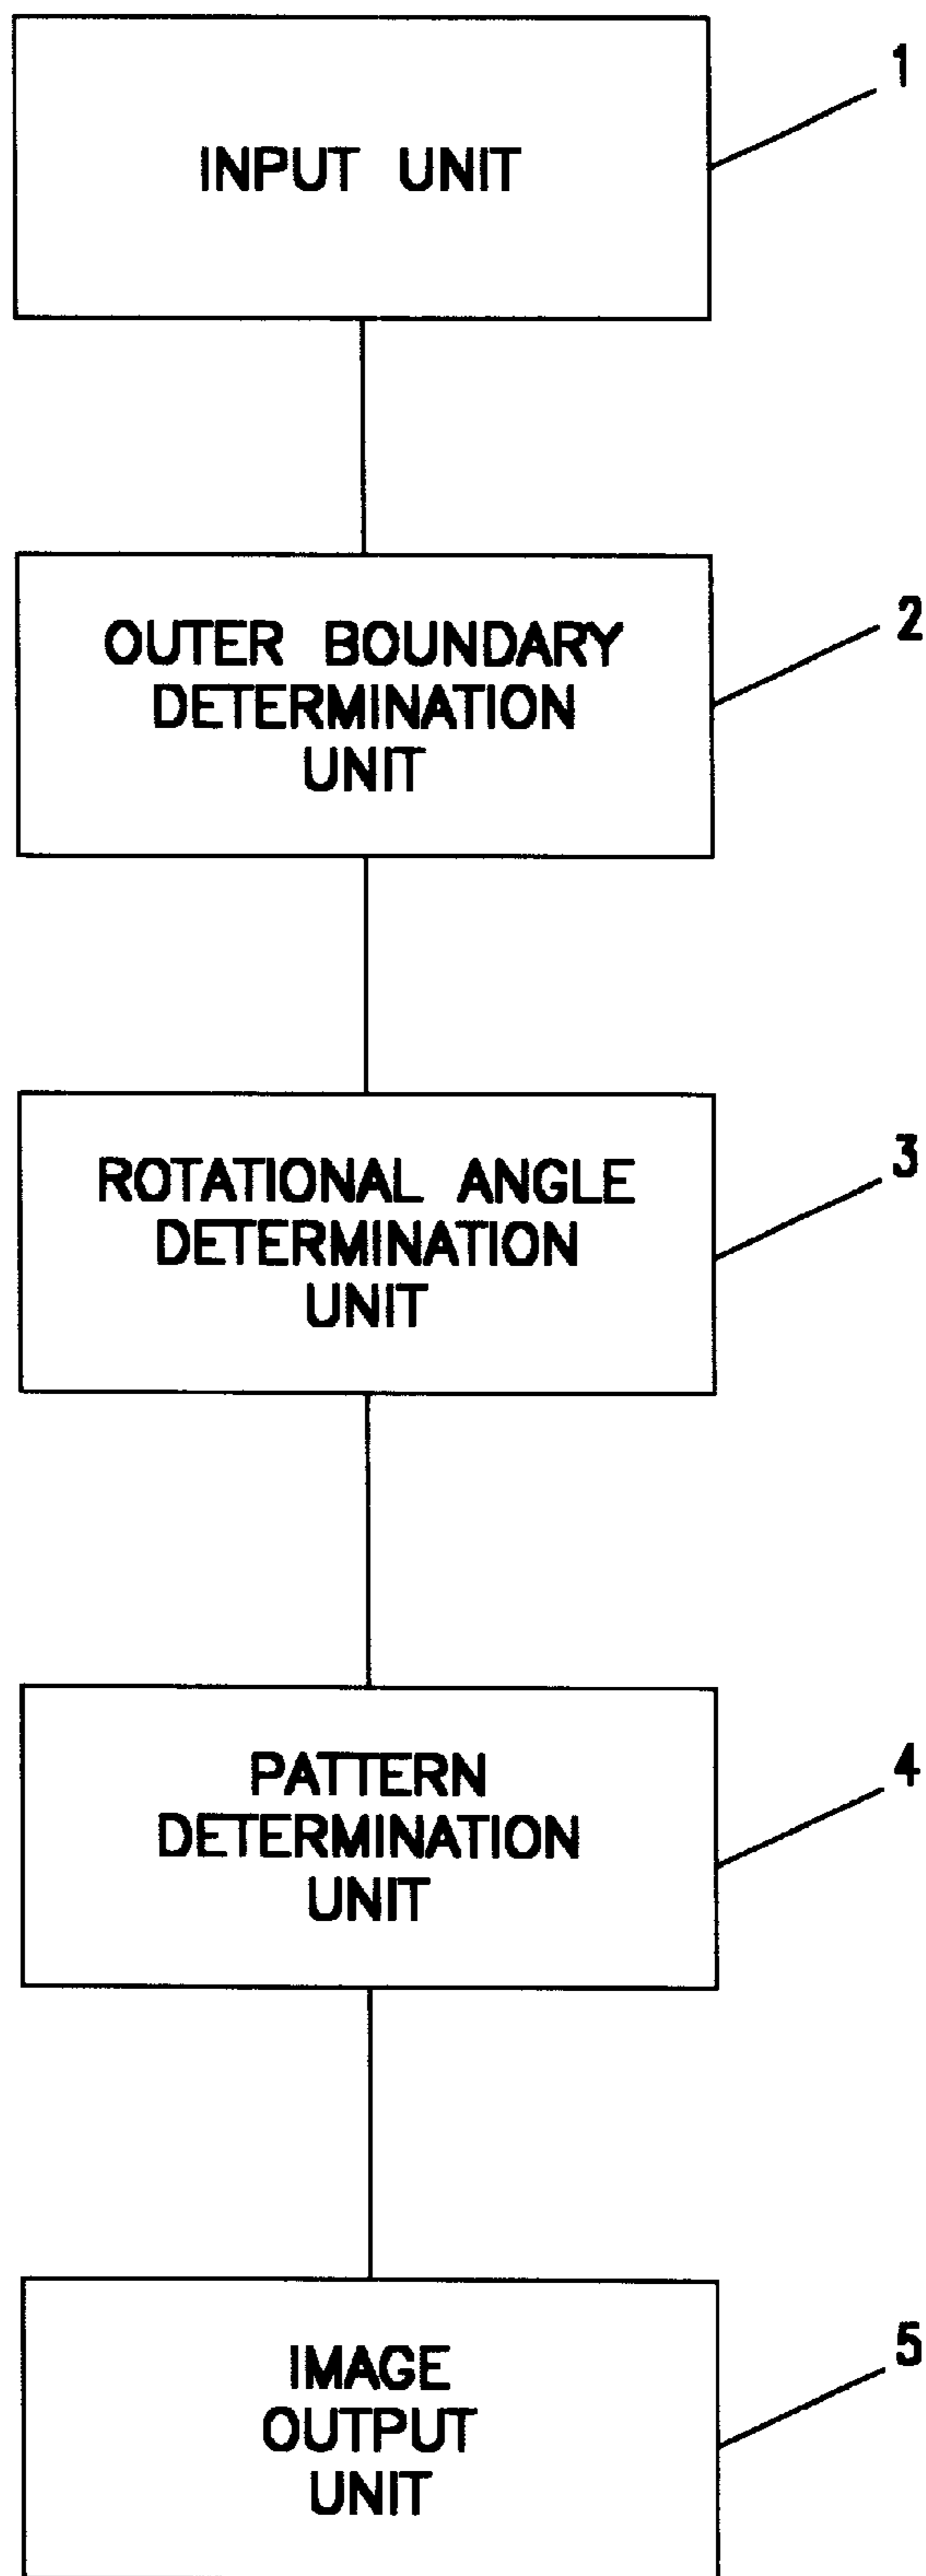 1
INPUT UNIT
2
OUTER BOUNDARY
DETERMINATION
UNIT
3
ROTATIONAL ANGLE
DETERMINATION
UNIT
4
PATTERN
DETERMINATION
UNIT
5
IMAGE
OUTPUT
UNIT